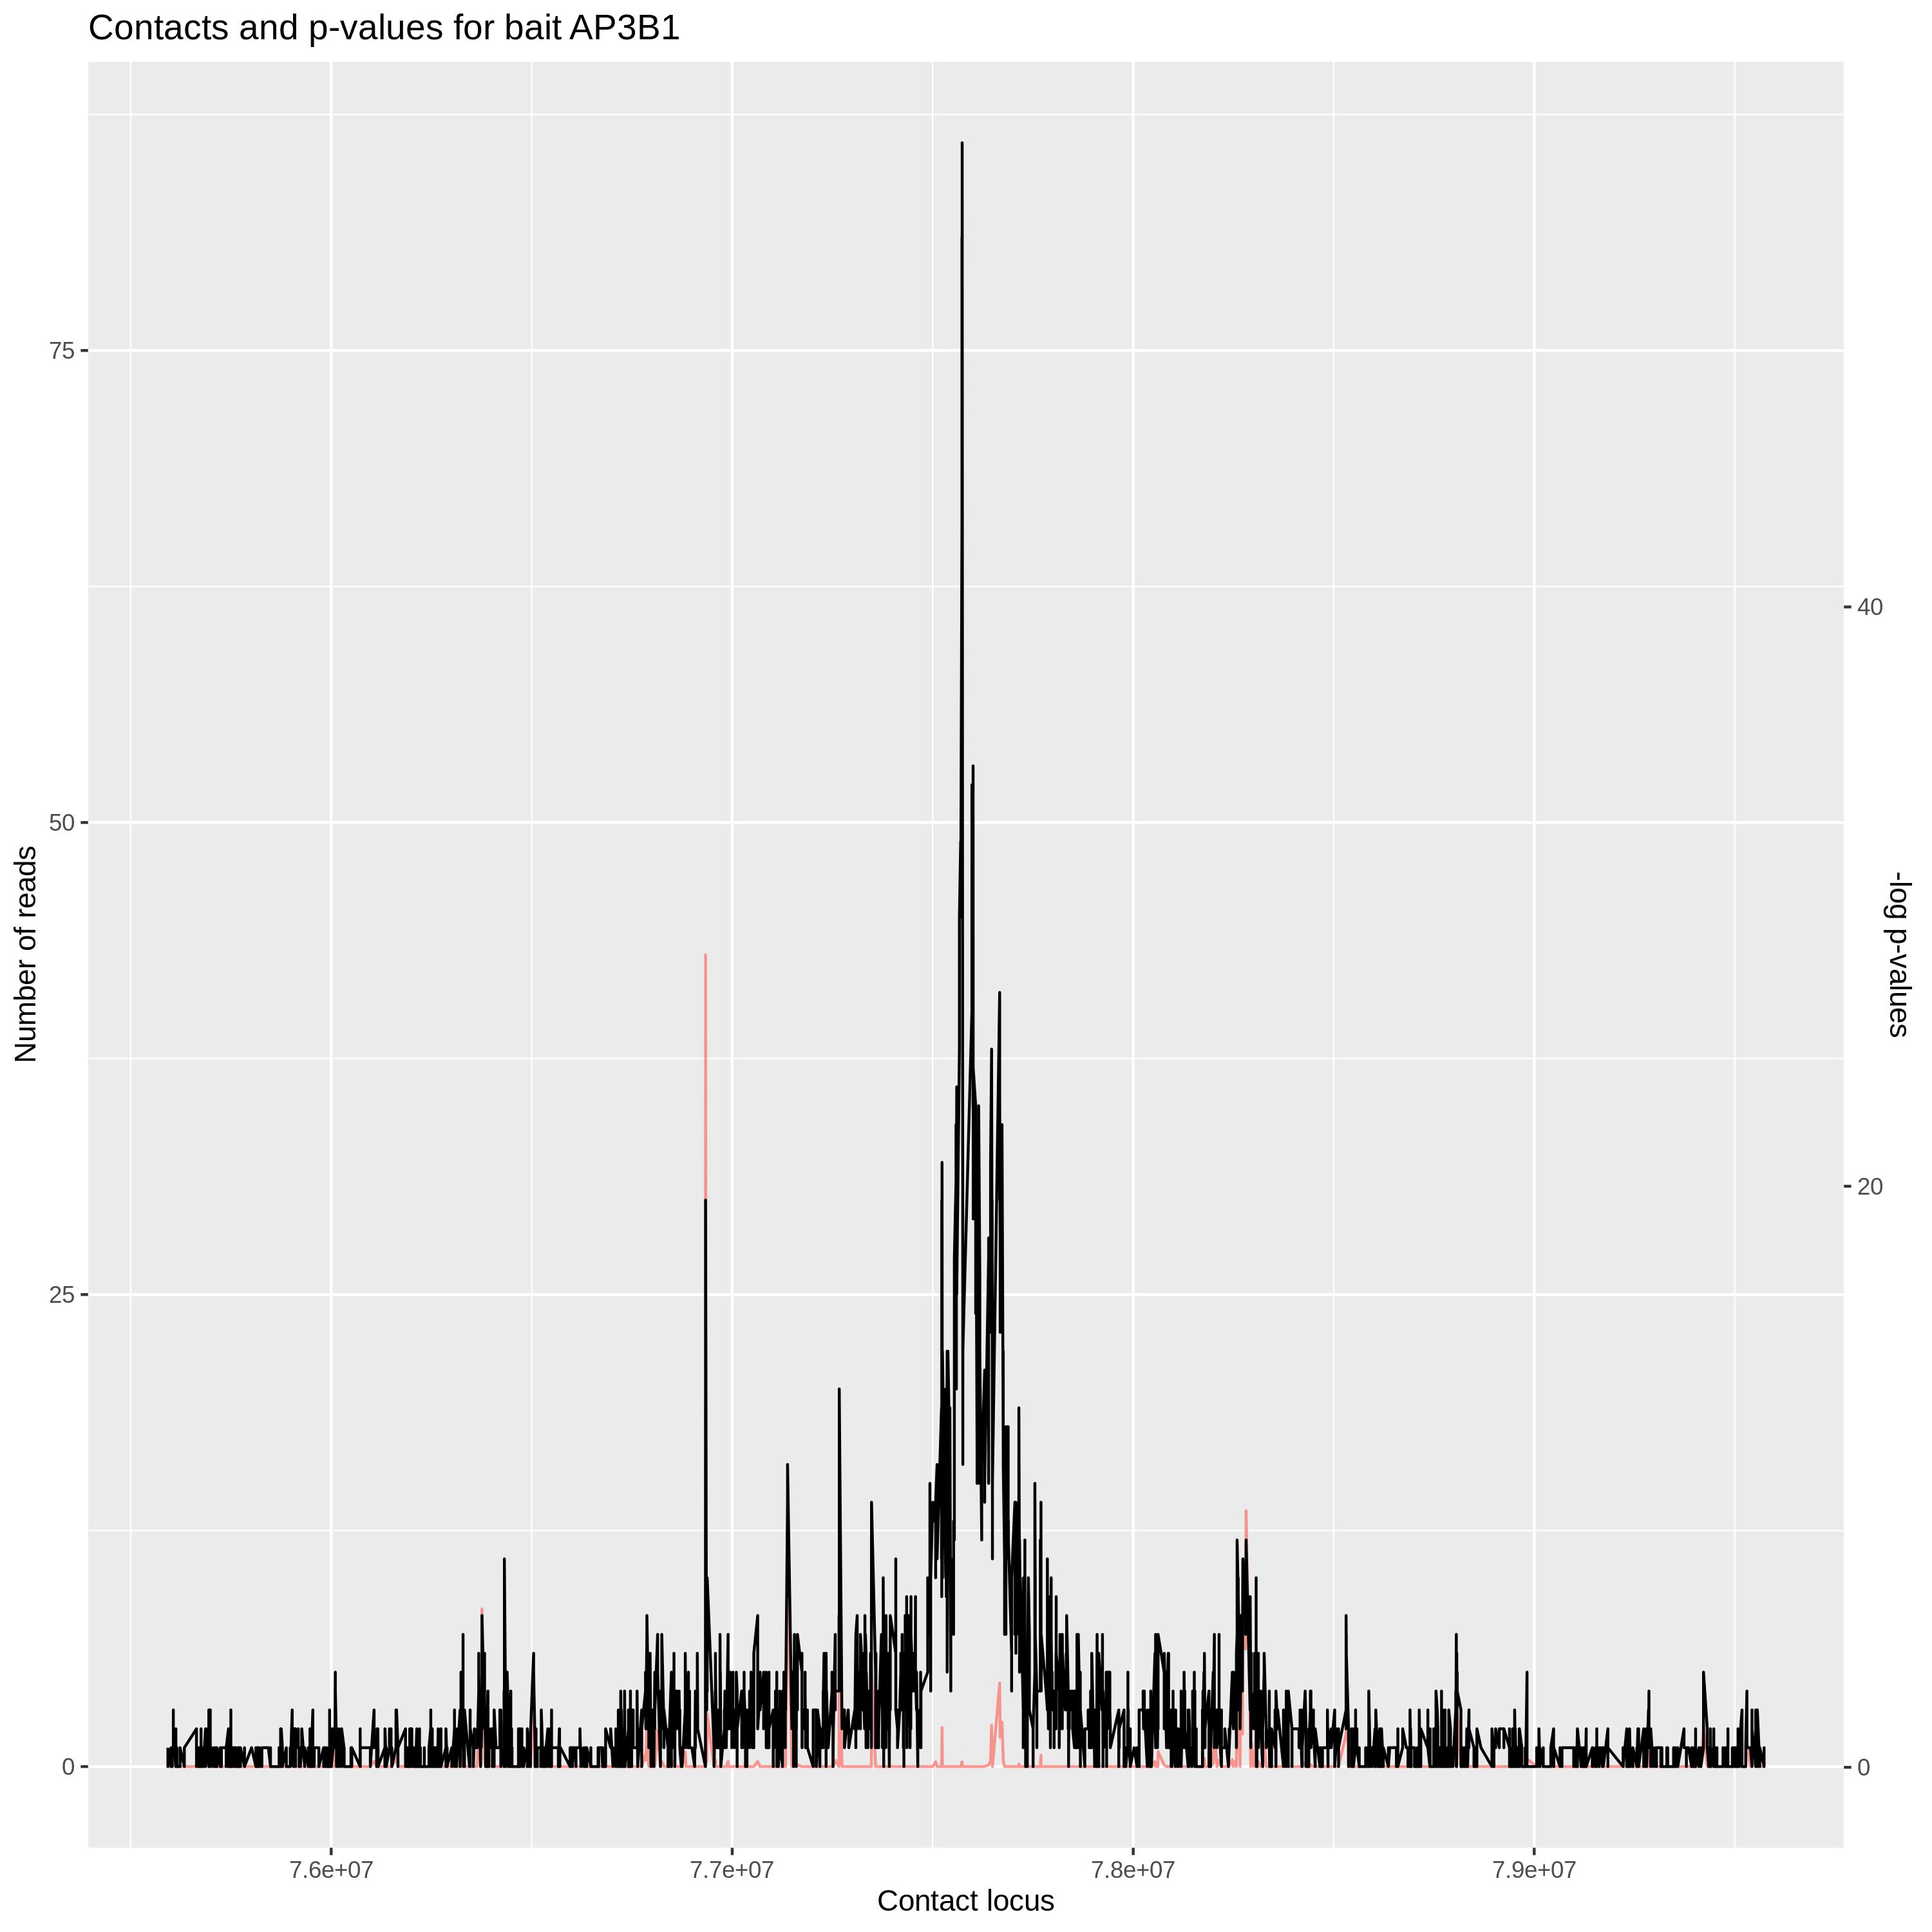 Contacts and p-values for bait AP3B1
75
50
25
0
Number of reads
40
20
0
-log p-values
7.6e+07
7.7e+07
7.8e+07
7.9e+07
Contact locus